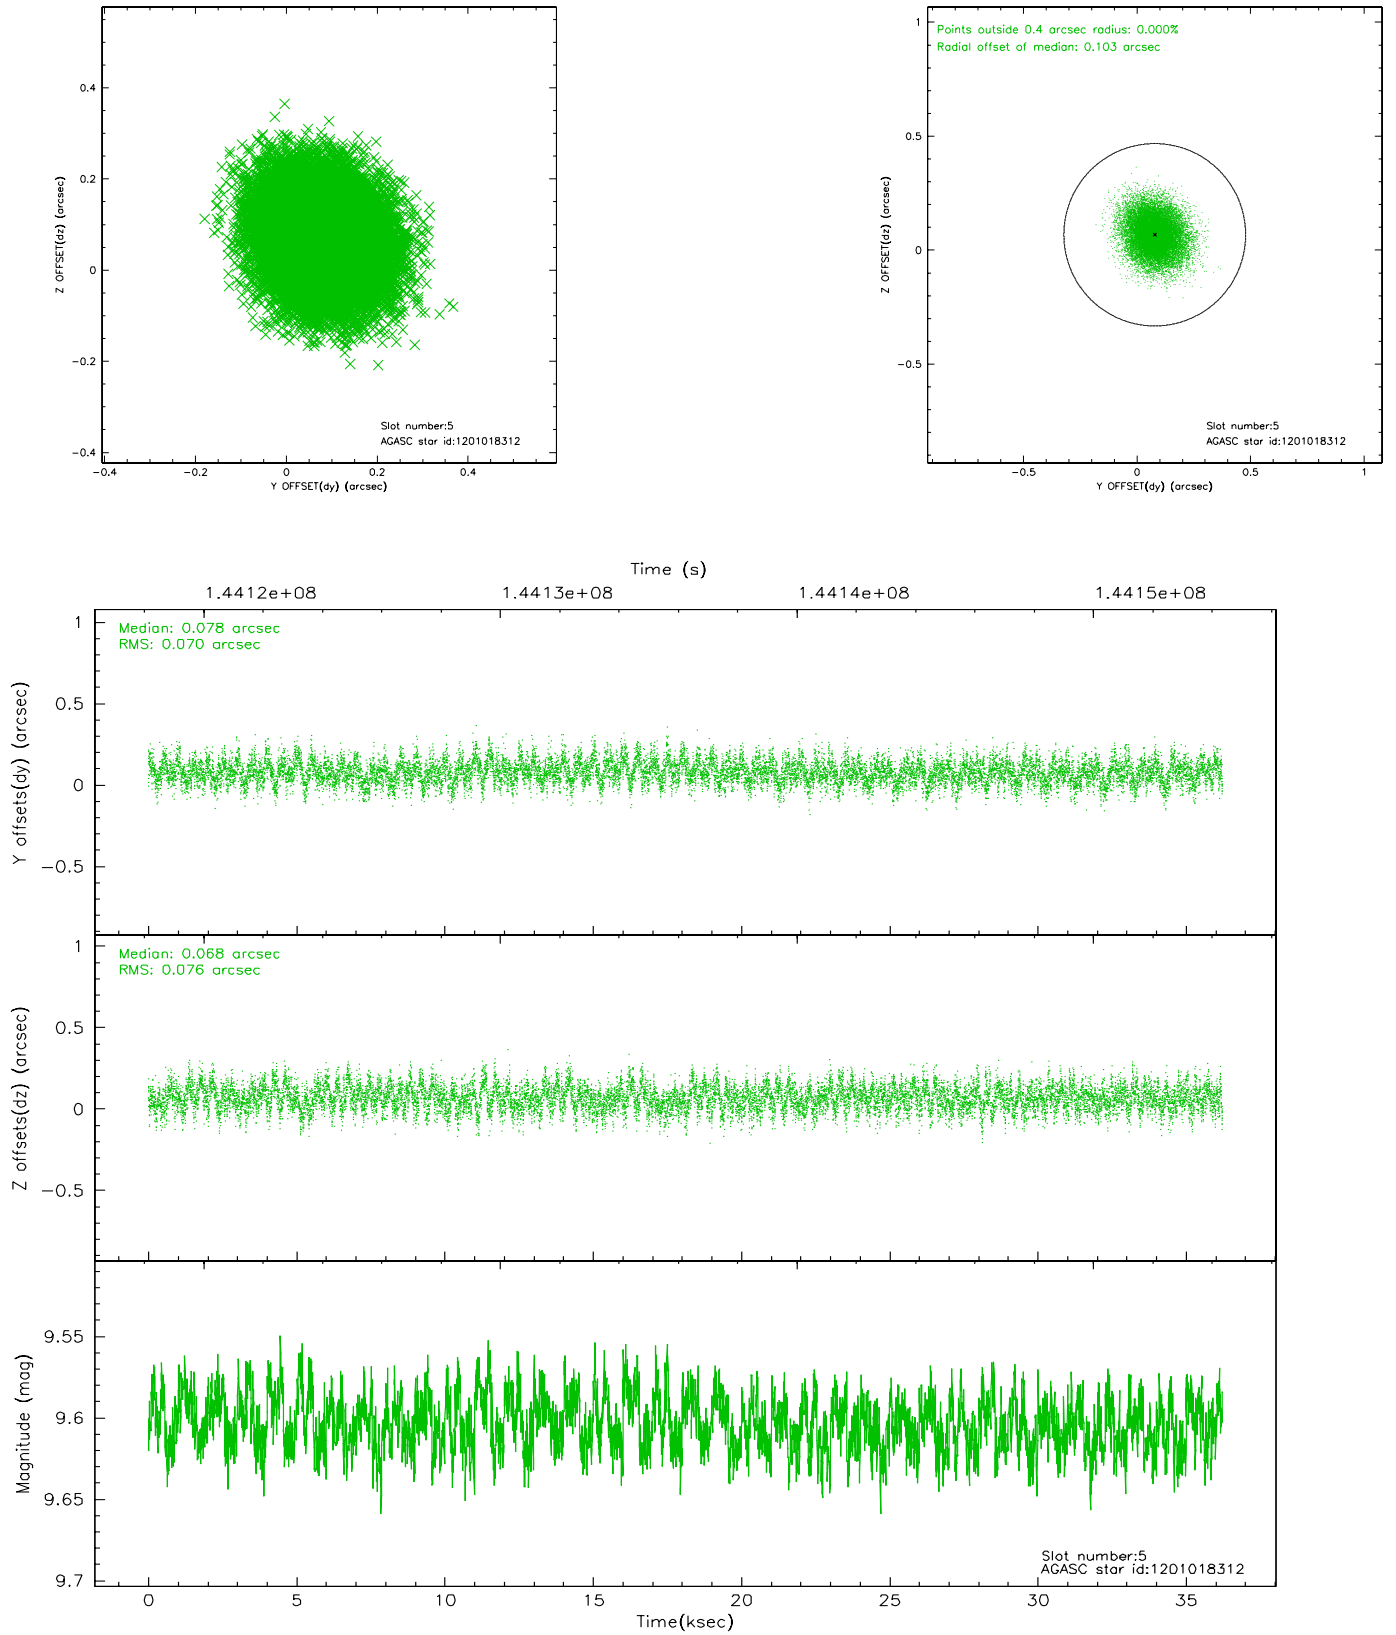 0.4
0.2
0
−0.2
−0.4
−0.4
−0.2
0
0.2
0.4
Z OFFSET(dz) (arcsec)
Y OFFSET(dy) (arcsec)
Slot number:5
AGASC star id:1201018312
Points outside 0.4 arcsec radius: 0.000%
Radial offset of median: 0.103 arcsec
1
0.5
0
−0.5
−0.5
0
0.5
1
Z OFFSET(dz) (arcsec)
Y OFFSET(dy) (arcsec)
Slot number:5
AGASC star id:1201018312
Time (s)
1.4412e+08
1.4413e+08
1.4414e+08
1.4415e+08
Median: 0.078 arcsec
RMS: 0.070 arcsec
1
0.5
0
−0.5
Y offsets(dy) (arcsec)
Median: 0.068 arcsec
RMS: 0.076 arcsec
1
0.5
0
−0.5
Z offsets(dz) (arcsec)
9.55
9.6
9.65
9.7
Magnitude (mag)
Slot number:5
AGASC star id:1201018312
0
5
10
15
20
25
30
35
Time(ksec)